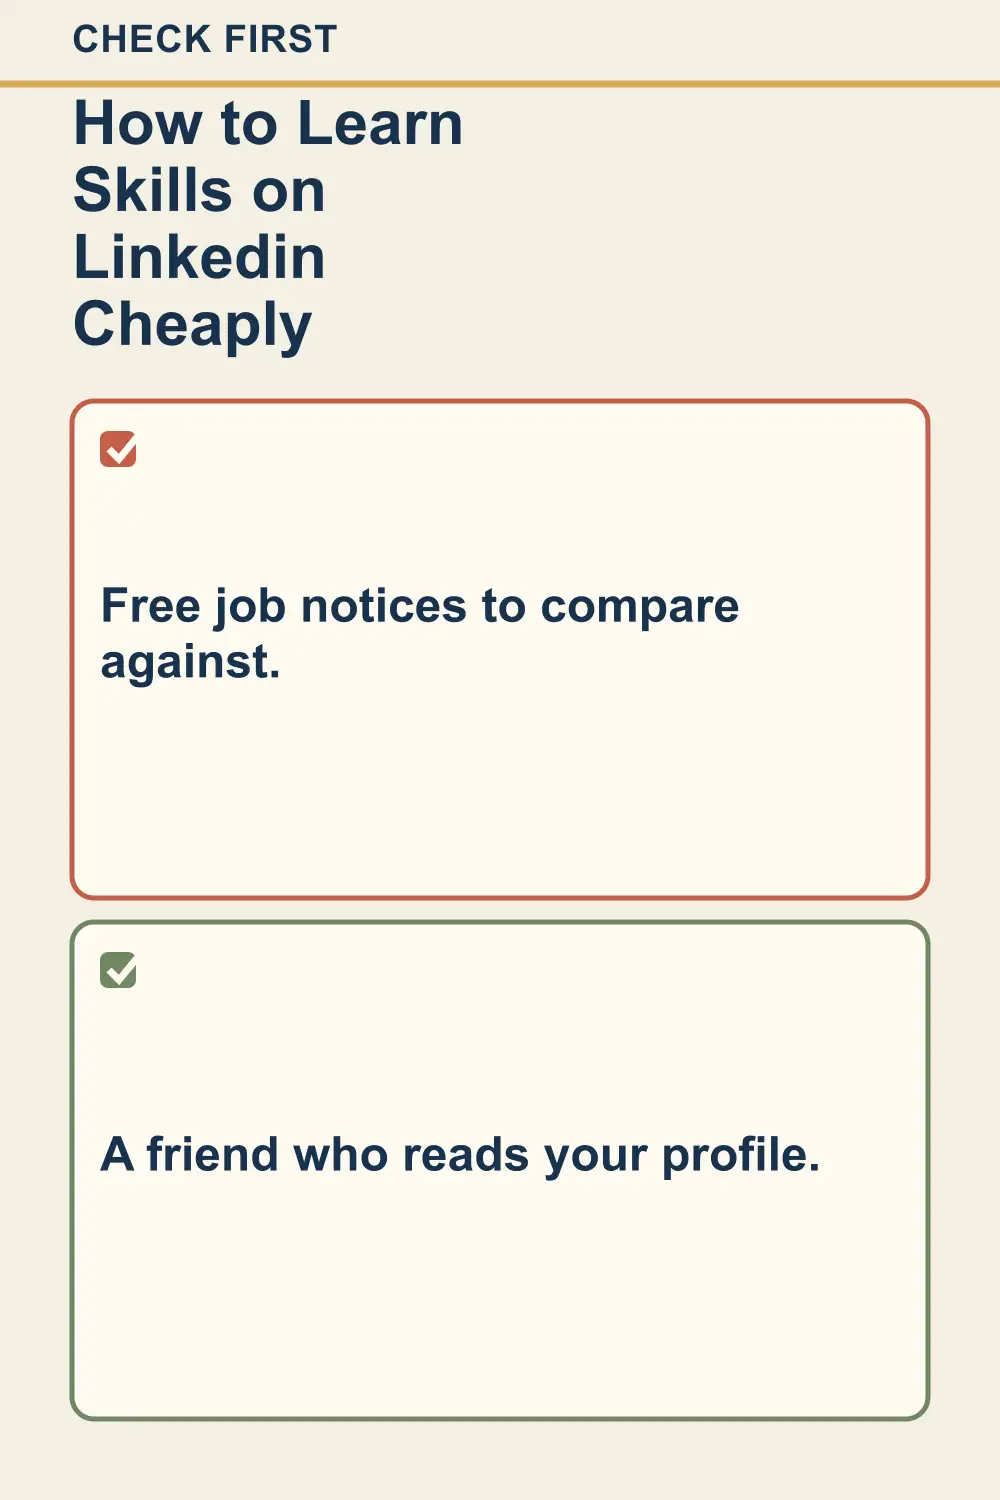 CHECK FIRST
How to Learn
Skills on
Linkedin
Cheaply
Free job notices to compare
against.
A friend who reads your profile.